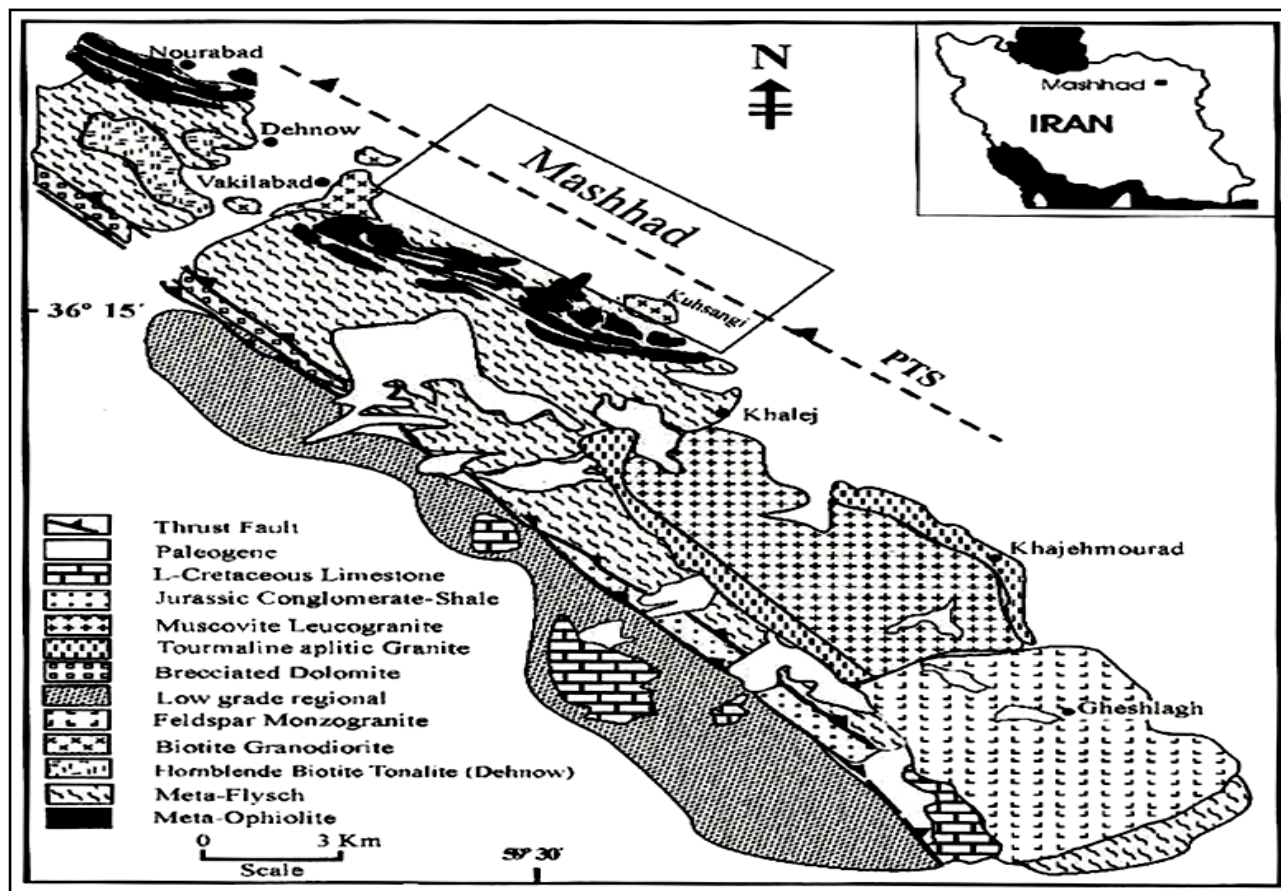 Nourabad
Dehnow
Vakilabad
Mashhad
N
Mashhad
IRAN
36° 15′
Kuhsangi
PTS
Khalej
Khajehmourad
Gheshlagh
Thrust Fault
Paleogene
L-Cretaceous Limestone
Jurassic Conglomerate-Shale
Muscovite Leucogranite
Tourmaline aplitic Granite
Brecciated Dolomite
Low grade regional
Feldspar Monzogranite
Biotite Granodiorite
Hornblende Biotite Tonalite (Dehnow)
Meta-Flysch
Meta-Ophiolite
0 3 Km
Scale
59° 30′